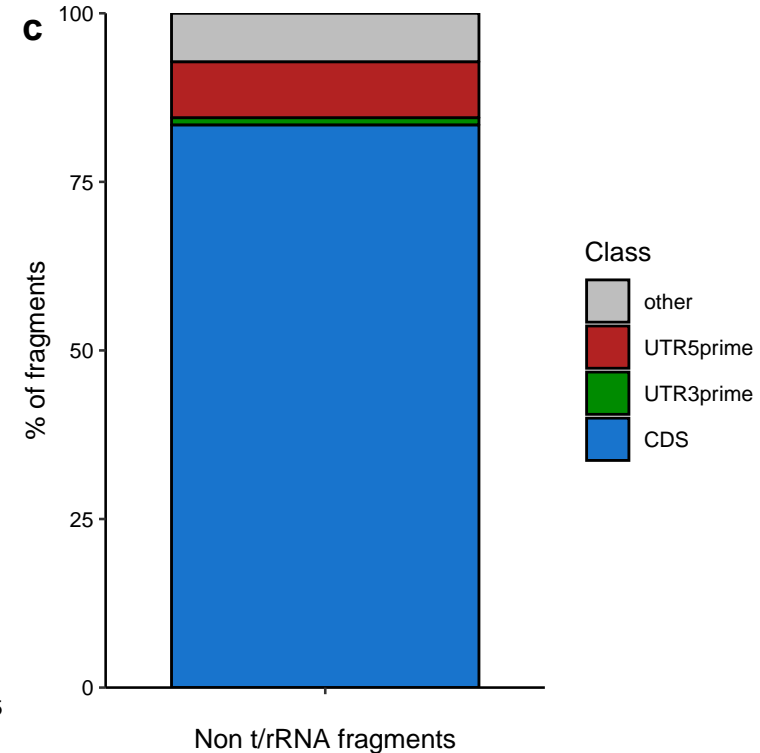 c
100
75
50
25
0
% of fragments
Non t/rRNA fragments
Class
other
UTR5prime
UTR3prime
CDS